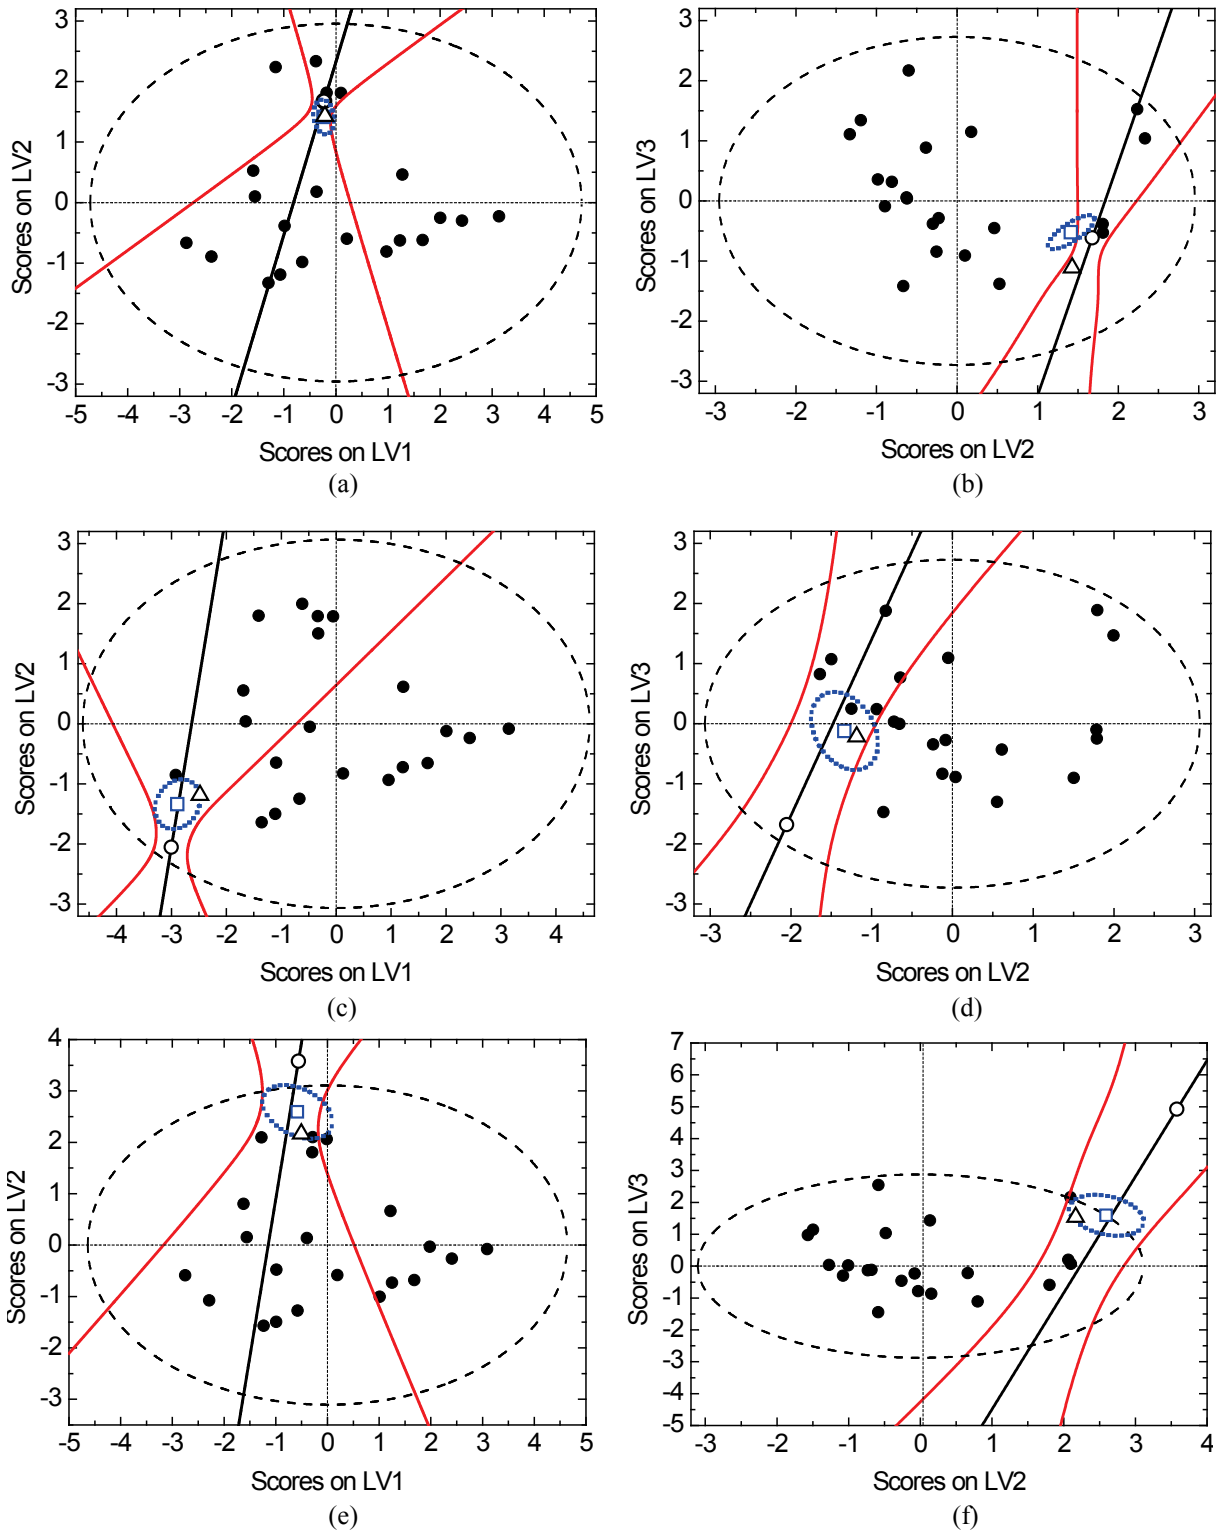 3
2
1
0
-1
-2
-3
-5 -4 -3 -2 -1 0 1 2 3 4 5
Scores on LV2
Scores on LV1
(a)
3
2
1
0
-1
-2
-3
-3 -2 -1 0 1 2 3
Scores on LV3
Scores on LV2
(b)
3
2
1
0
-1
-2
-3
-4 -3 -2 -1 0 1 2 3 4
Scores on LV2
Scores on LV1
(c)
3
2
1
0
-1
-2
-3
-3 -2 -1 0 1 2 3
Scores on LV3
Scores on LV2
(d)
4
3
2
1
0
-1
-2
-3
-5 -4 -3 -2 -1 0 1 2 3 4 5
Scores on LV2
Scores on LV1
(e)
7
6
5
4
3
2
1
0
-1
-2
-3
-4
-5
-3 -2 -1 0 1 2 3 4
Scores on LV3
Scores on LV2
(f)